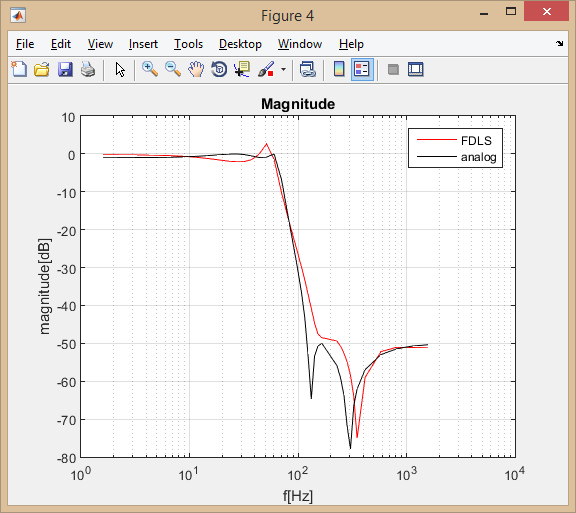 Figure 4
File Edit View Insert Tools Desktop Window Help
Magnitude
FDLS
analog
magnitude[dB]
10
0
-10
-20
-30
-40
-50
-60
-70
-80
10^0 10^1 10^2 10^3 10^4
f[Hz]